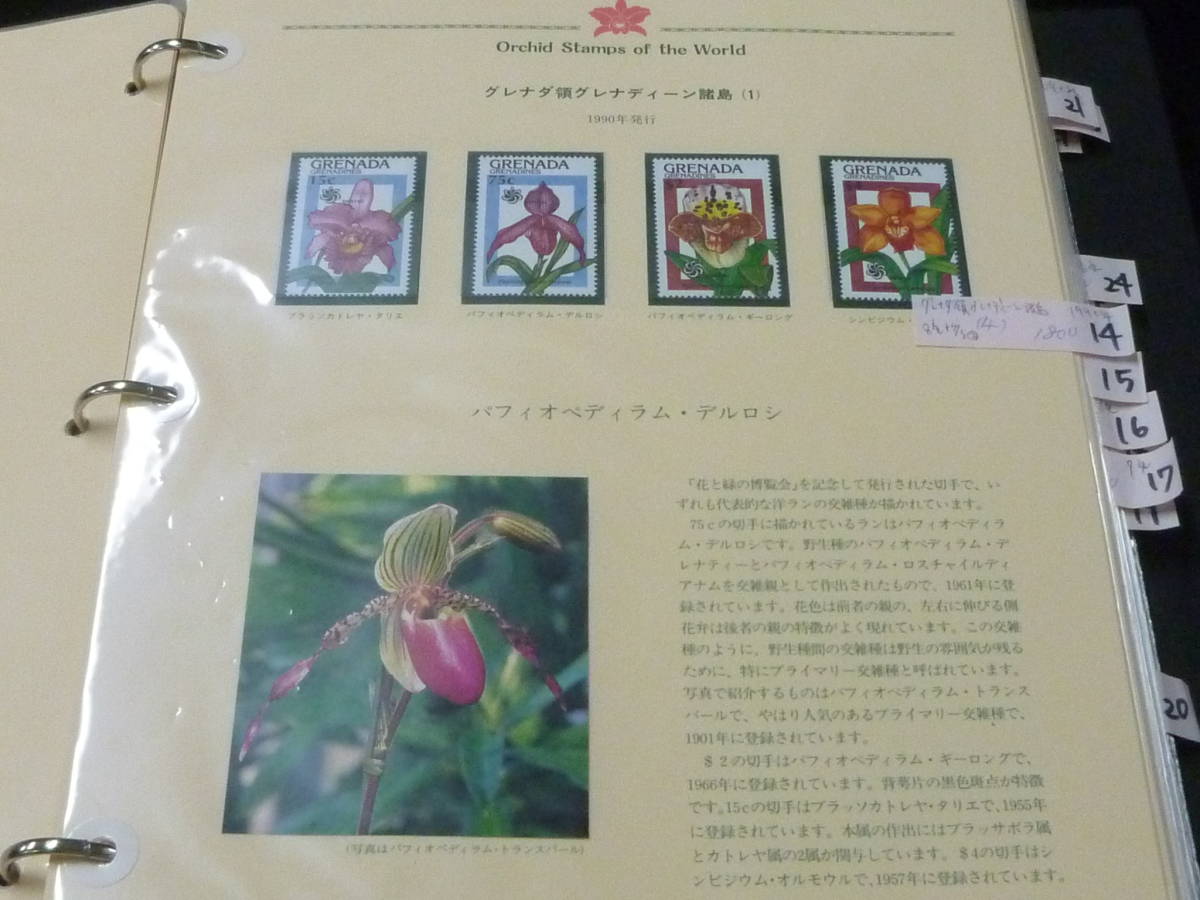 Orchid Stamps of the World
グレナダ領グレナディーン諸島 (1)
1990年発行
GRENADA
GRENADINES
15c
GRENADA
GRENADINES
75c
GRENADA
GRENADINES
$2
GRENADA
GRENADINES
$4
ブラッソカトレヤ・タリエ
パフィオペディラム・デルロシ
パフィオペディラム・ギーロング
シンビジウム・
グレナダ領グレナディーン諸島
(4)
1800
21
24
14
15
16
17
20
パフィオペディラム・デルロシ
「花と緑の博覧会」を記念して発行された切手で、い
ずれも代表的な洋ランの交雑種が描かれています。
75cの切手に描かれているランはパフィオペディラ
ム・デルロシです。野生種のパフィオペディラム・デ
レナティーとパフィオペディラム・ロスチャイルディ
アナムを交雑親として作出されたもので、1961年に登
録されています。花色は前者の親の、左右に伸びる側
花弁は後者の親の特徴がよく現れています。この交雑
種のように、野生種間の交雑種は野生の雰囲気が残る
ために、特にプライマリー交雑種と呼ばれています。
写真で紹介するものはパフィオペディラム・トランス
パールで、やはり人気のあるプライマリー交雑種で、
1901年に登録されています。
$2の切手はパフィオペディラム・ギーロングで、
1966年に登録されています。背萼片の黒色斑点が特徴
です。15cの切手はブラッソカトレヤ・タリエで、1955年
に登録されています。本属の作出にはブラッサボラ属
とカトレヤ属の2属が関与しています。$4の切手はシ
ンビジウム・オルモウルで、1957年に登録されています。
(写真はパフィオペディラム・トランスパール)